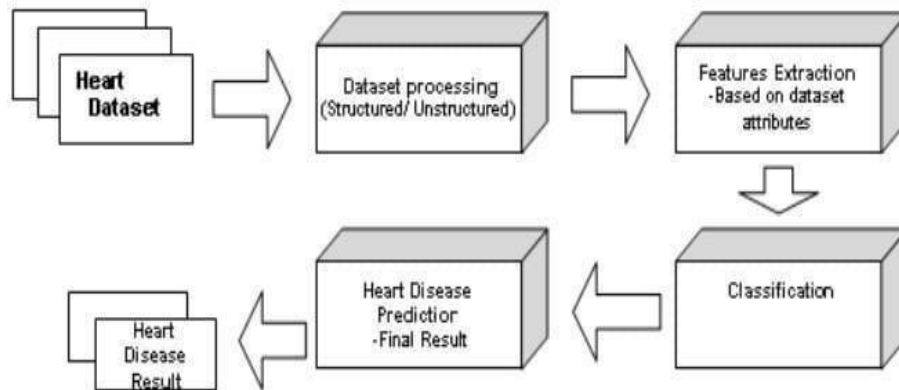 Heart
Dataset
Dataset processing
(Structured/ Unstructured)
Features Extraction
-Based on dataset
attributes
Classification
Heart Disease
Prediction
-Final Result
Heart
Disease
Result